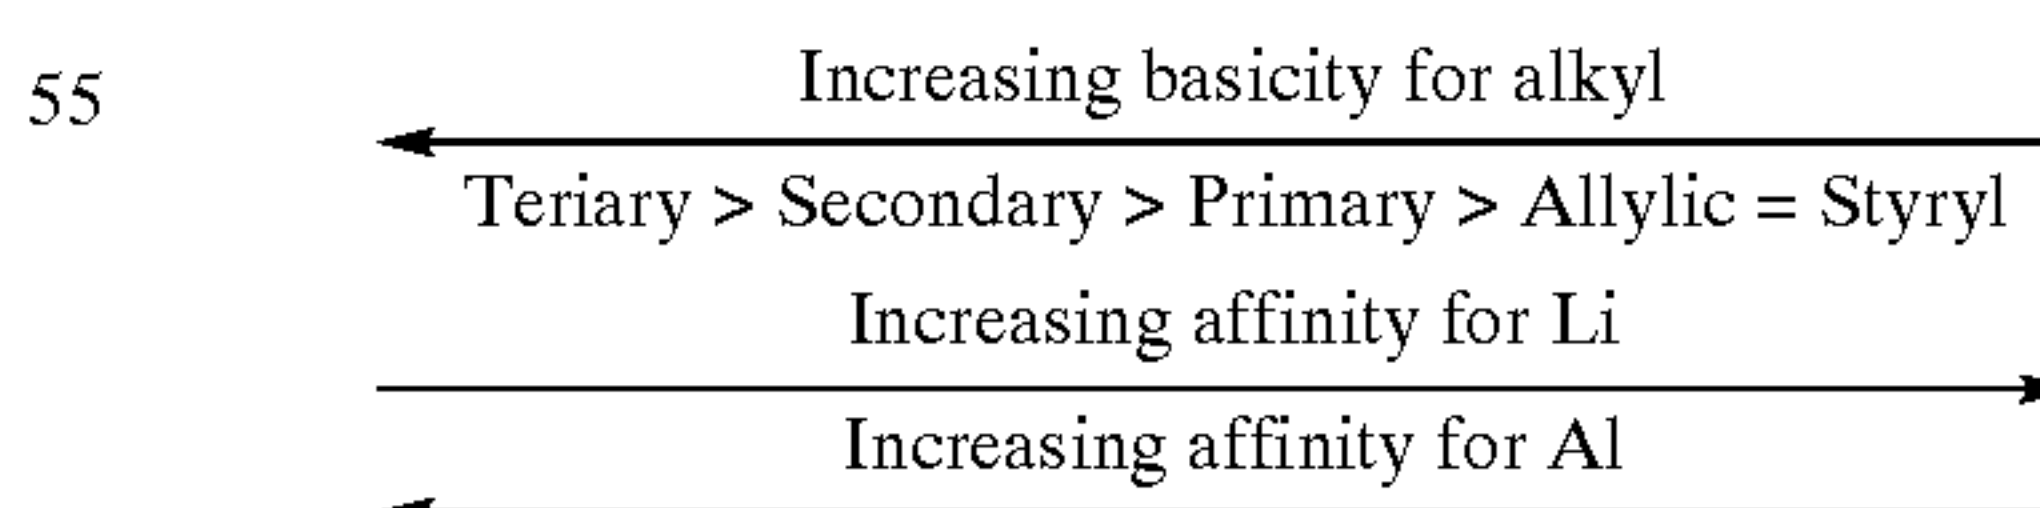 55
Increasing basicity for alkyl
Teriary > Secondary > Primary > Allylic = Styryl
Increasing affinity for Li
Increasing affinity for Al